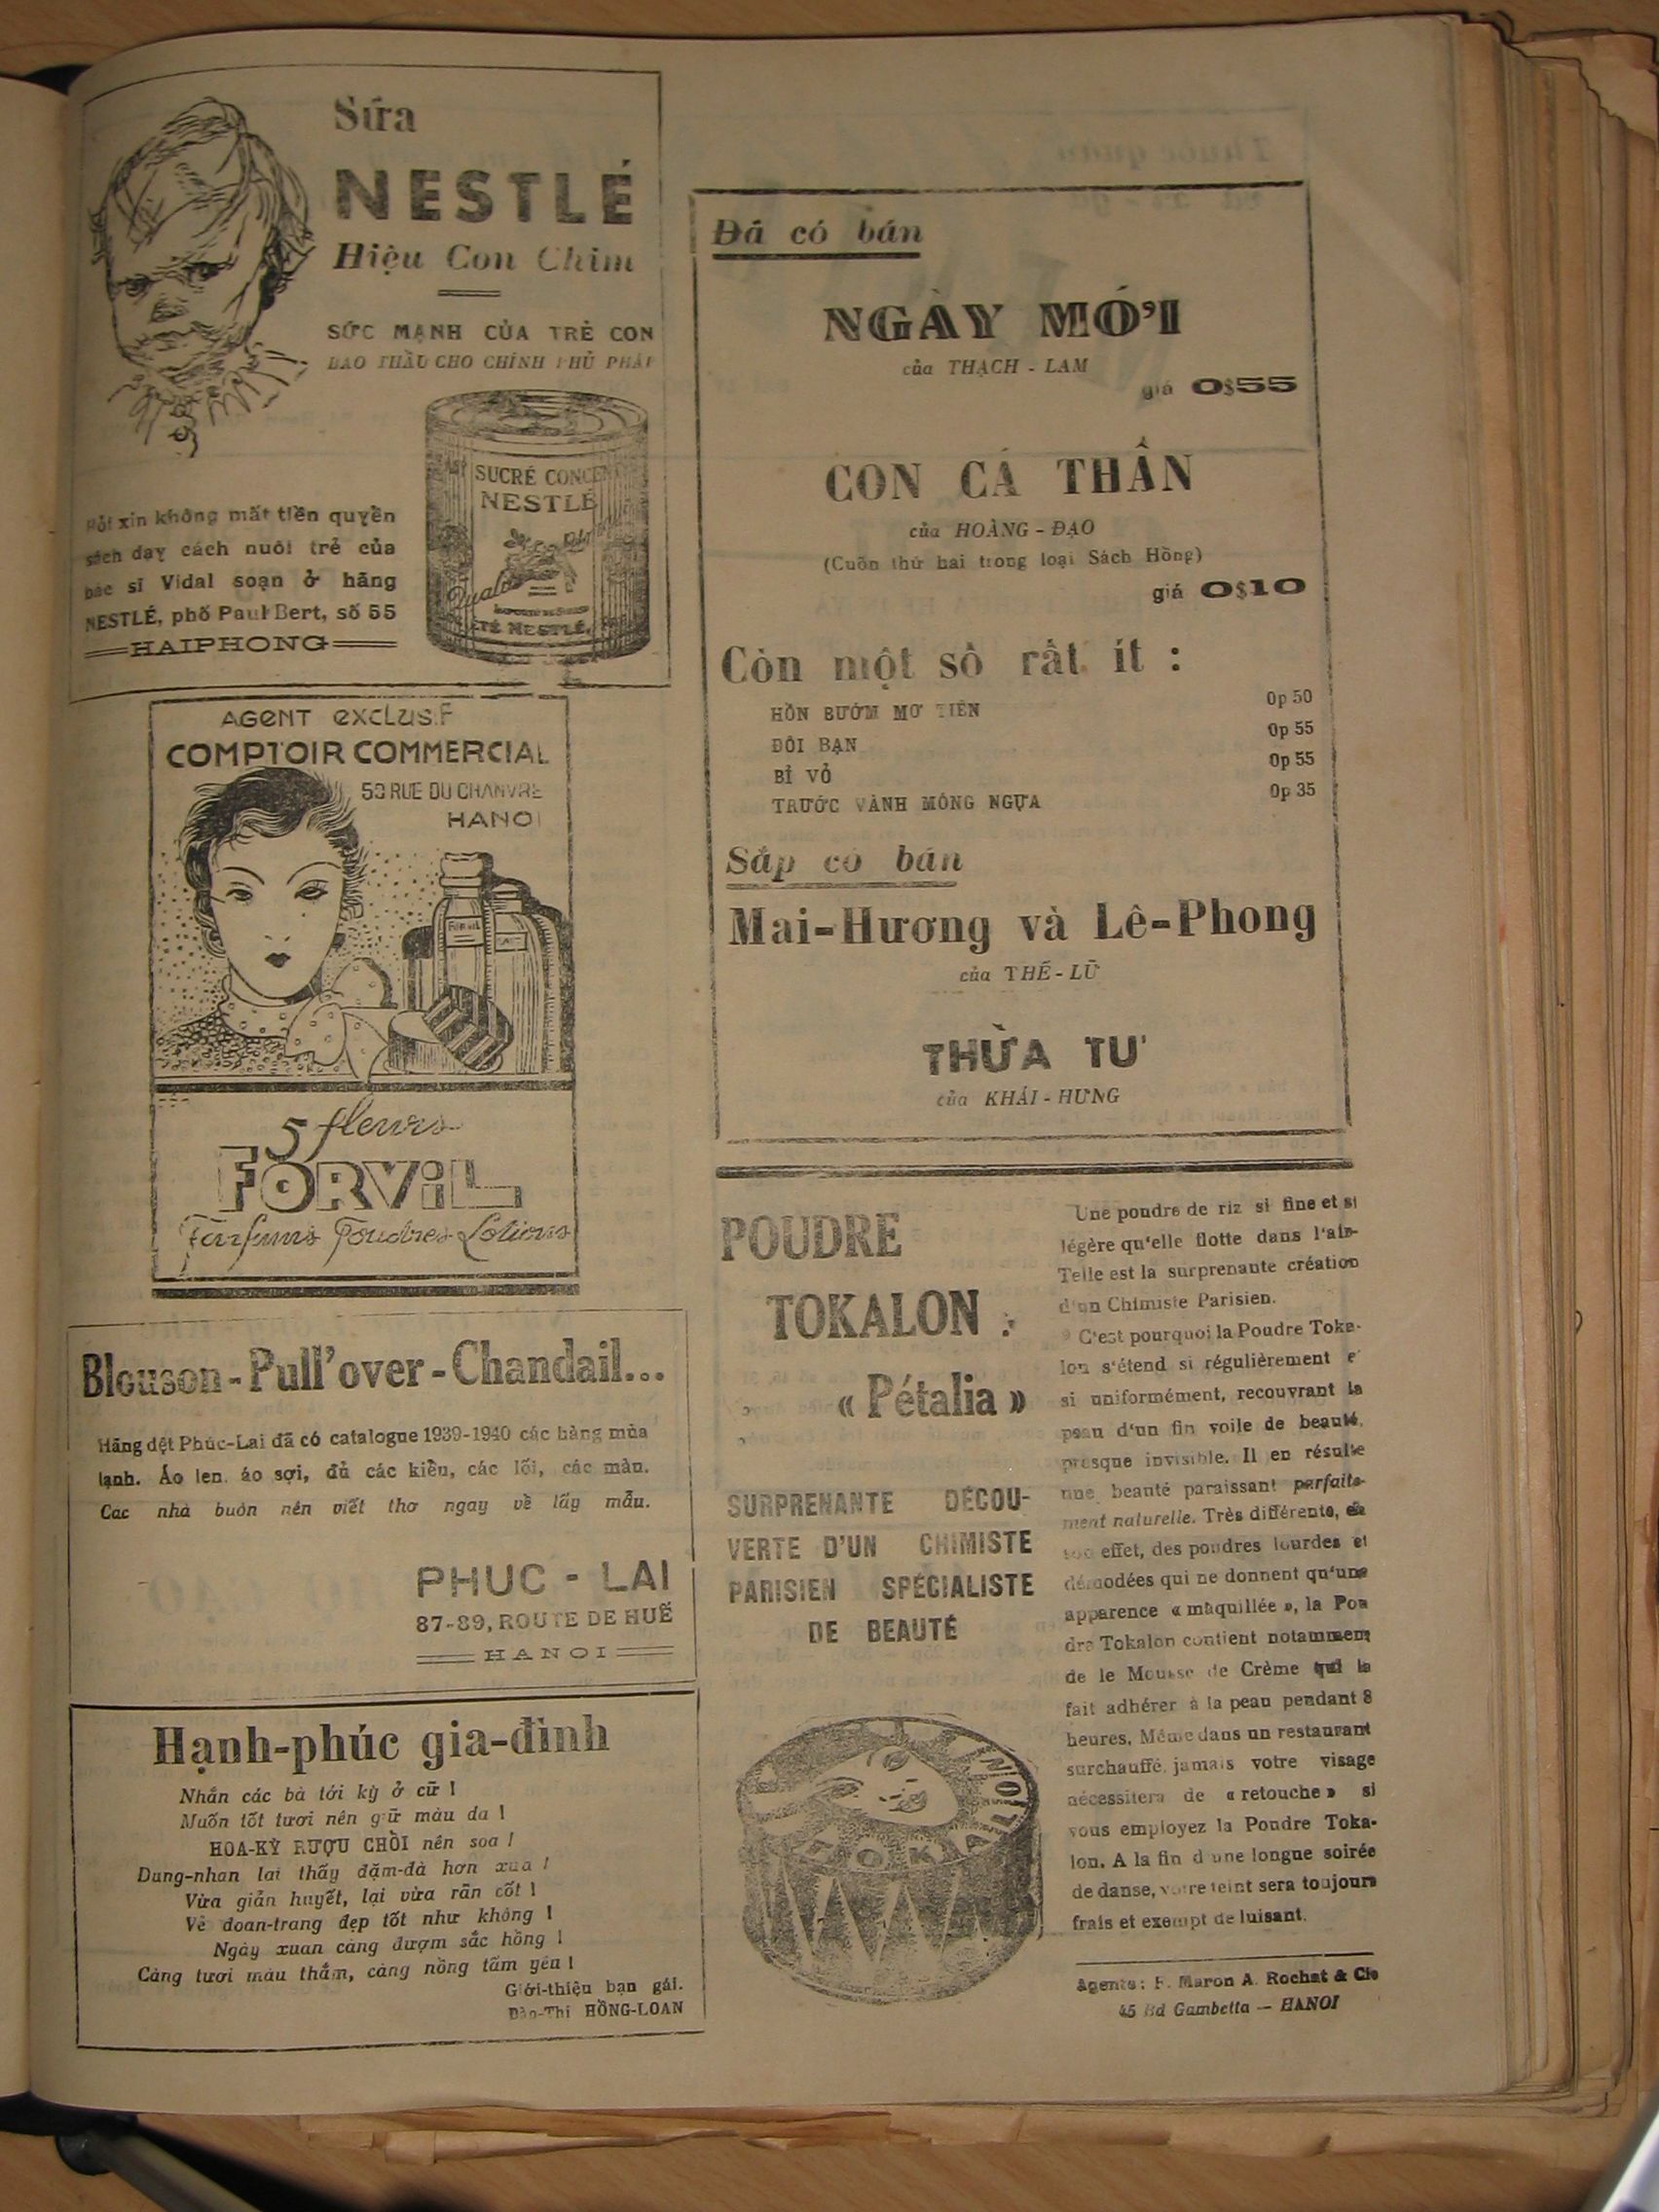 Sữa
NESTLÉ
Hiệu Con Chim
SỨC MẠNH CỦA TRẺ CON
BAO THẦU CHO CHÍNH PHỦ PHÁP
SUCRÉ CONCEN
NESTLÉ
xin không mất tiền quyền
sách dạy cách nuôi trẻ của
bác sĩ Vidal soạn ở hãng
NESTLÉ, phố Paul Bert, số 55
HAIPHONG
AGENT EXCLUSIF
COMPTOIR COMMERCIAL
59 RUE DU CHANVRE
HANOI
FORVIL
5 fleurs
FORVIL
Parfums Poudres Lotions
Blouson-Pull'over-Chandail...
Hãng dệt Phúc-Lai đã có catalogue 1939-1940 các hàng mùa
lạnh. Áo len, áo sợi, đủ các kiểu, các lối, các màu.
Các nhà buôn nên viết thơ ngay về lấy mẫu.
PHUC - LAI
87-89, ROUTE DE HUẾ
HANOI
Hạnh-phúc gia-đình
Nhắn các bà tới kỳ ở cữ !
Muốn tốt tươi nên giữ màu da !
HOA-KỲ RƯỢU CHỔI nên soa !
Dung-nhan lai thấy đặm-đà hơn xưa !
Vừa giãn huyết, lại vừa rắn cốt !
Vẻ đoan-trang đẹp tốt như không !
Ngày xuân càng đượm sắc hồng !
Càng tươi màu thắm, càng nồng tấm yêu !
Giới-thiệu bạn gái.
Đào-Thị HỒNG-LOAN
Đã có bán
NGÀY MỚI
của THẠCH - LAM
giá 0$55
CON CÁ THẦN
của HOÀNG - ĐẠO
(Cuốn thứ hai trong loại Sách Hồng)
giá 0$10
Còn một số rất ít :
HỒN BƯỚM MƠ TIÊN 0p 50
ĐÔI BẠN 0p 55
BỈ VỎ 0p 55
TRƯỚC VÀNH MÓNG NGỰA 0p 35
Sắp có bán
Mai-Hương và Lê-Phong
của THẾ - LŨ
THỪA TỰ
của KHÁI - HƯNG
POUDRE
TOKALON :
« Pétalia »
SURPRENANTE DÉCOU-
VERTE D'UN CHIMISTE
PARISIEN SPÉCIALISTE
DE BEAUTÉ
TOKALON
Une poudre de riz si fine et si
légère qu'elle flotte dans l'air-
Telle est la surprenante création
d'un Chimiste Parisien.
C'est pourquoi la Poudre Toka-
lon s'étend si régulièrement et
si uniformément, recouvrant la
peau d'un fin voile de beauté,
presque invisible. Il en résulte
une beauté paraissant parfaite-
ment naturelle. Très différente, en
son effet, des poudres lourdes et
démodées qui ne donnent qu'une
apparence « maquillée », la Pou
dre Tokalon contient notamment
de le Mousse de Crème qui la
fait adhérer à la peau pendant 8
heures. Même dans un restaurant
surchauffé, jamais votre visage
nécessitera de « retouche » si
vous employez la Poudre Toka-
lon. A la fin d'une longue soirée
de danse, votre teint sera toujours
frais et exempt de luisant.
Agents : F. Maron A. Rochat & Cie
45 Bd Gambetta — HANOI